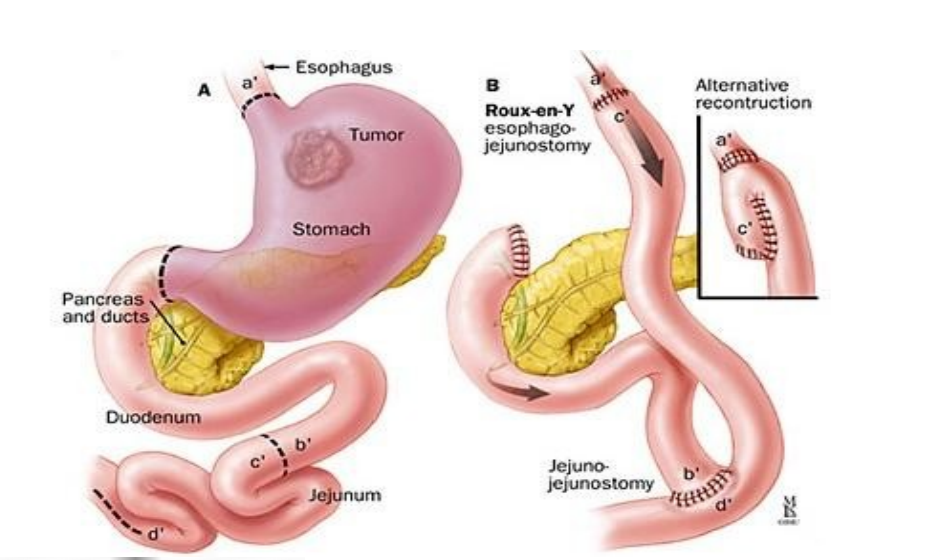 A
a'
Esophagus
Tumor
Stomach
Pancreas
and ducts
Duodenum
c'
b'
Jejunum
d'
B
Roux-en-Y
esophago-
jejunostomy
a'
c'
Jejuno-
jejunostomy
b'
d'
Alternative
recontruction
a'
c'